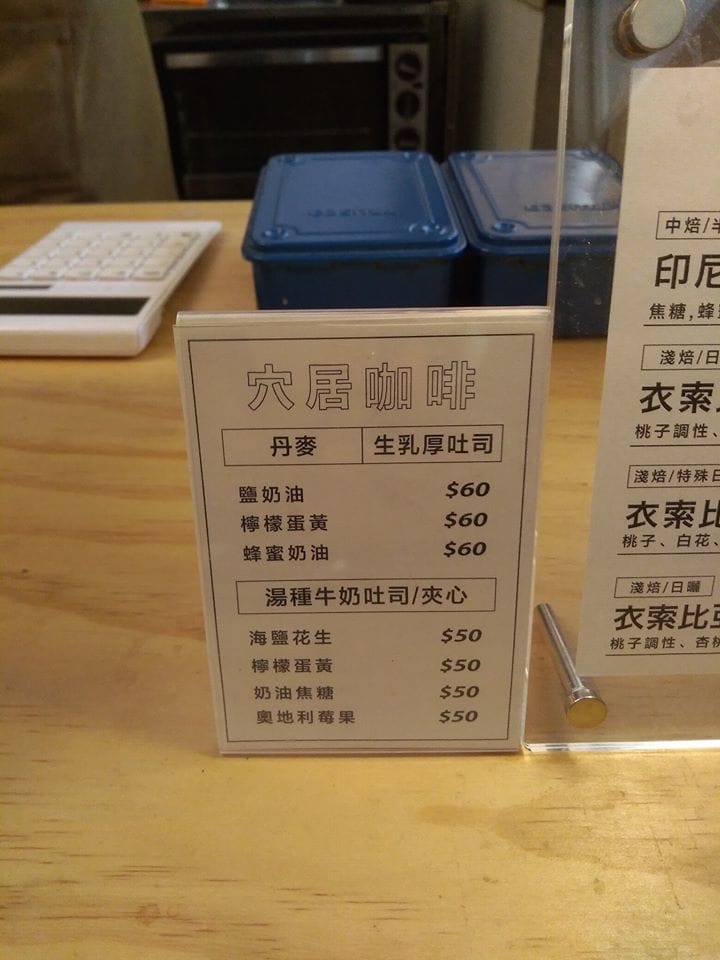 穴居咖啡
丹麥 生乳厚吐司
鹽奶油 $60
檸檬蛋黃 $60
蜂蜜奶油 $60
湯種牛奶吐司/夾心
海鹽花生 $50
檸檬蛋黃 $50
奶油焦糖 $50
奧地利莓果 $50
中焙/半
印尼
焦糖,蜂
淺焙/日
衣索
桃子調性、
淺焙/特殊日
衣索比
桃子、白花、
淺焙/日曬
衣索比亞
桃子調性、杏桃